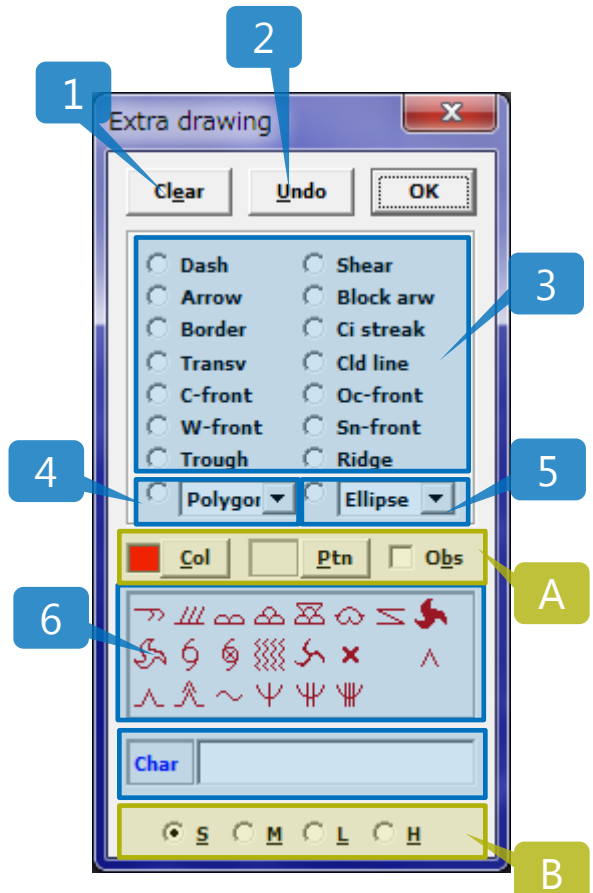 2
1
Extra drawing
x
Clear Undo OK
Dash Shear
Arrow Block arw
3
Border Ci streak
Transv Cld line
C-front Oc-front
W-front Sn-front
Trough Ridge
4
5
Polygor Ellipse
Col Ptn Obs
A
6
Char
S M L H
B